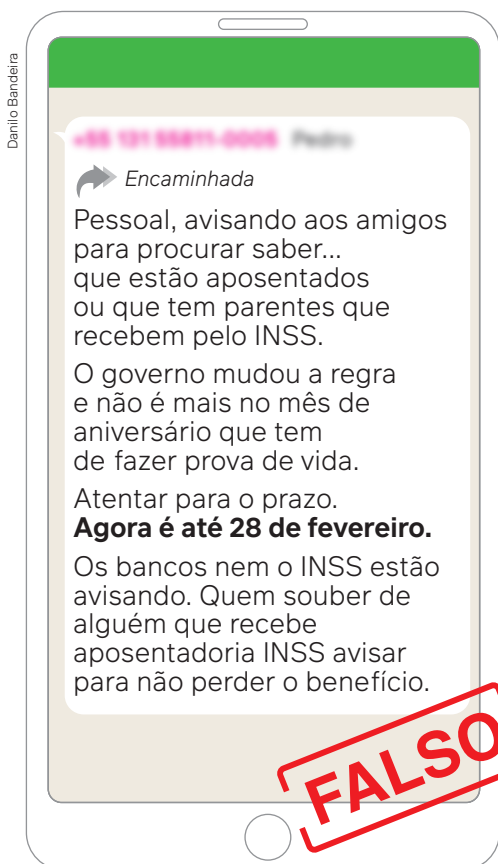 Danilo Bandeira
Encaminhada
Pessoal, avisando aos amigos
para procurar saber...
que estão aposentados
ou que tem parentes que
recebem pelo INSS.
O governo mudou a regra
e não é mais no mês de
aniversário que tem
de fazer prova de vida.
Atentar para o prazo.
Agora é até 28 de fevereiro.
Os bancos nem o INSS estão
avisando. Quem souber de
alguém que recebe
aposentadoria INSS avisar
para não perder o benefício.
FALSO